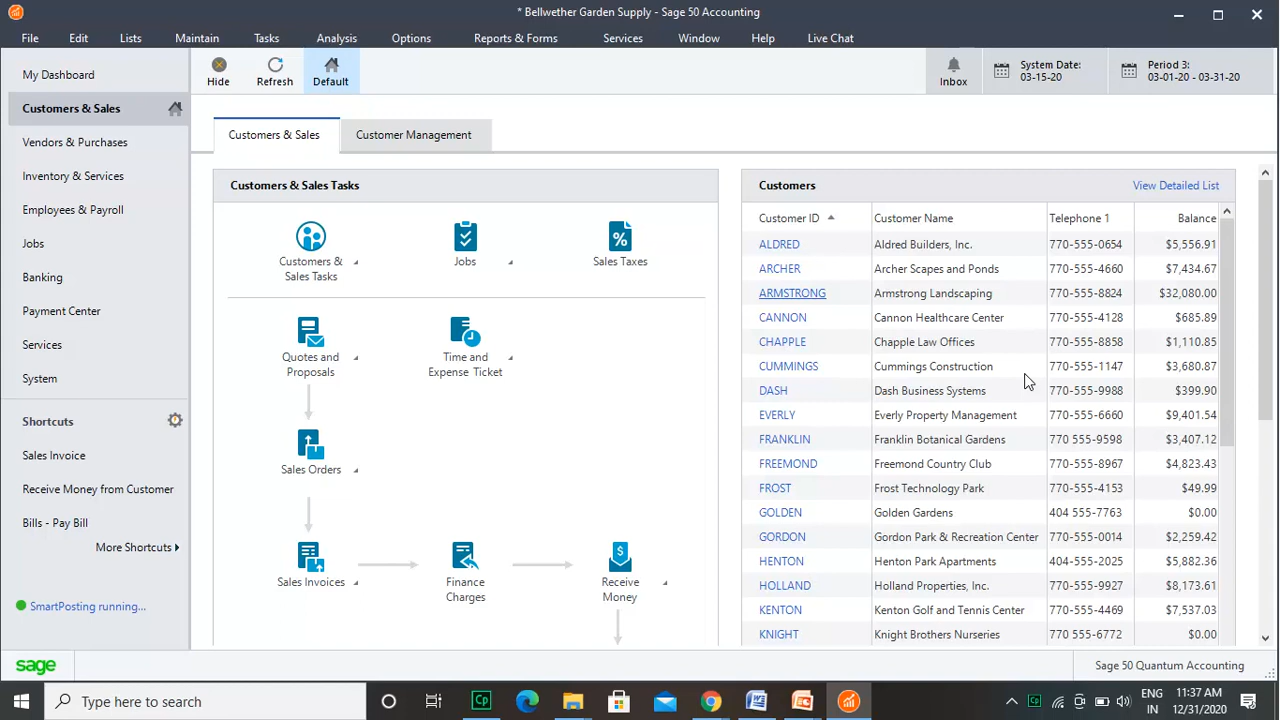 * Bellwether Garden Supply - Sage 50 Accounting
File Edit Lists Maintain Tasks Analysis Options Reports & Forms Services Window Help Live Chat
My Dashboard
Customers & Sales
Vendors & Purchases
Inventory & Services
Employees & Payroll
Jobs
Banking
Payment Center
Services
System
Shortcuts
Sales Invoice
Receive Money from Customer
Bills - Pay Bill
More Shortcuts
SmartPosting running...
Hide Refresh Default
Inbox
System Date:
03-15-20
Period 3:
03-01-20 - 03-31-20
Customers & Sales Customer Management
Customers & Sales Tasks
Customers &
Sales Tasks
Jobs
Sales Taxes
Quotes and
Proposals
Time and
Expense Ticket
Sales Orders
Sales Invoices
Finance
Charges
Receive
Money
Customers View Detailed List
Customer ID Customer Name Telephone 1 Balance
ALDRED Aldred Builders, Inc. 770-555-0654 $5,556.91
ARCHER Archer Scapes and Ponds 770-555-4660 $7,434.67
ARMSTRONG Armstrong Landscaping 770-555-8824 $32,080.00
CANNON Cannon Healthcare Center 770-555-4128 $685.89
CHAPPLE Chapple Law Offices 770-555-8858 $1,110.85
CUMMINGS Cummings Construction 770-555-1147 $3,680.87
DASH Dash Business Systems 770-555-9988 $399.90
EVERLY Everly Property Management 770-555-6660 $9,401.54
FRANKLIN Franklin Botanical Gardens 770 555-9598 $3,407.12
FREEMOND Freemond Country Club 770-555-8967 $4,823.43
FROST Frost Technology Park 770-555-4153 $49.99
GOLDEN Golden Gardens 404 555-7763 $0.00
GORDON Gordon Park & Recreation Center 770-555-0014 $2,259.42
HENTON Henton Park Apartments 404-555-2025 $5,882.36
HOLLAND Holland Properties, Inc. 770-555-9927 $8,173.61
KENTON Kenton Golf and Tennis Center 770-555-4469 $7,537.03
KNIGHT Knight Brothers Nurseries 770 555-6772 $0.00
sage
Sage 50 Quantum Accounting
Type here to search
Cp
Cp
ENG
IN
11:37 AM
12/31/2020